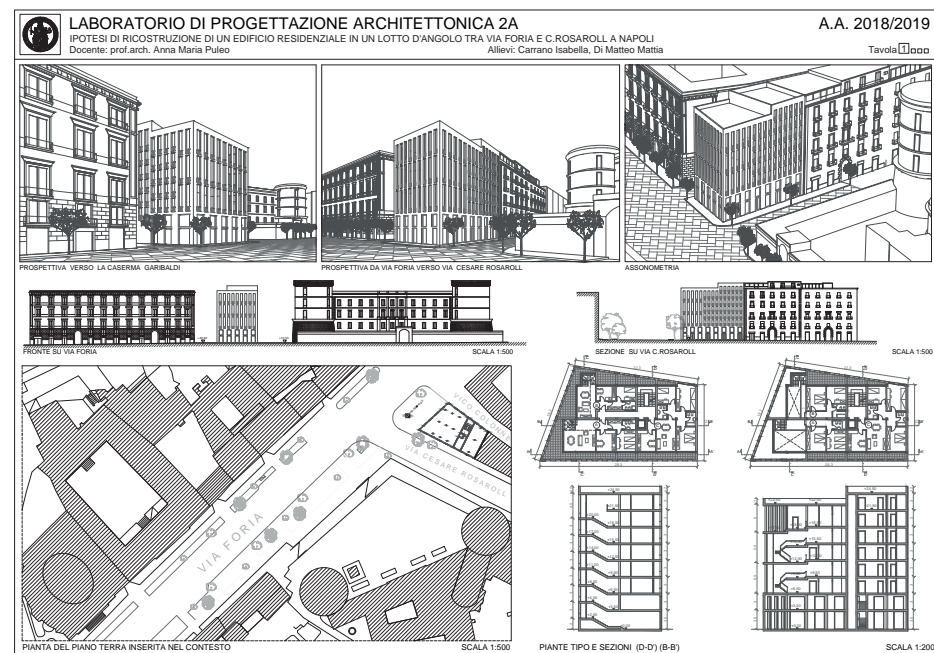 LABORATORIO DI PROGETTAZIONE ARCHITETTONICA 2A
A.A. 2018/2019
IPOTESI DI RICOSTRUZIONE DI UN EDIFICIO RESIDENZIALE IN UN LOTTO D'ANGOLO TRA VIA FORIA E C.ROSAROLL A NAPOLI
Docente: prof.arch. Anna Maria Puleo
Allievi: Carrano Isabella, Di Matteo Mattia
Tavola 1
PROSPETTIVA VERSO LA CASERMA GARIBALDI
PROSPETTIVA DA VIA FORIA VERSO VIA CESARE ROSAROLL
ASSONOMETRIA
FRONTE SU VIA FORIA
SCALA 1:500
SEZIONE SU VIA C.ROSAROLL
SCALA 1:500
VICO COLONNE
VIA CESARE ROSAROLL
VIA FORIA
PIANTA DEL PIANO TERRA INSERITA NEL CONTESTO
SCALA 1:500
PIANTE TIPO E SEZIONI (D-D') (B-B')
SCALA 1:200